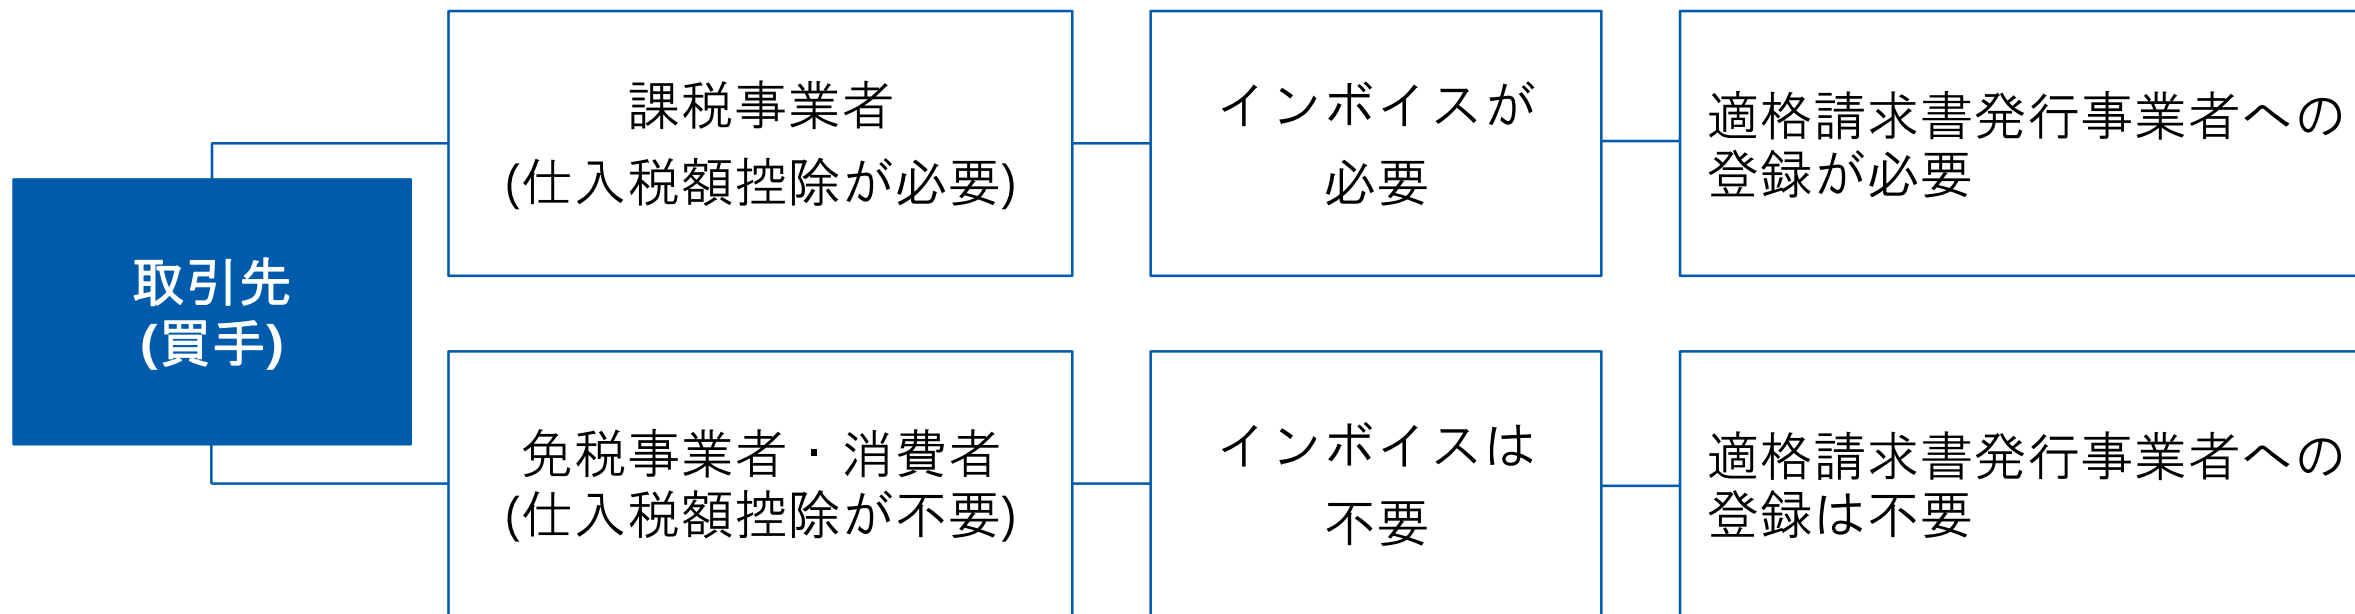 取引先
(買手)
課税事業者
(仕入税額控除が必要)
インボイスが
必要
適格請求書発行事業者への
登録が必要
免税事業者・消費者
(仕入税額控除が不要)
インボイスは
不要
適格請求書発行事業者への
登録は不要